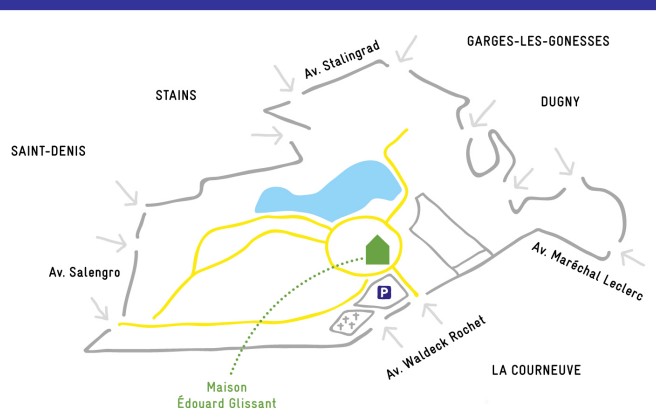 GARGES-LES-GONESSES
Av. Stalingrad
STAINS
DUGNY
SAINT-DENIS
Av. Salengro
Av. Maréchal Leclerc
P
Av. Waldeck Rochet
LA COURNEUVE
Maison
Édouard Glissant